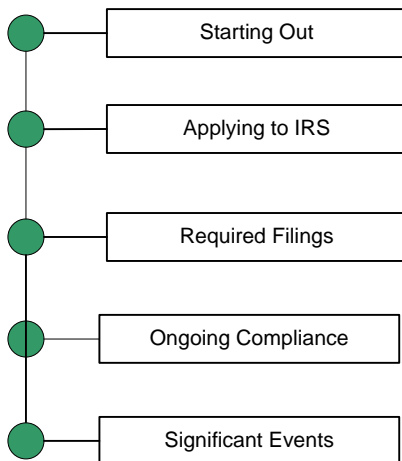 Starting Out
Applying to IRS
Required Filings
Ongoing Compliance
Significant Events